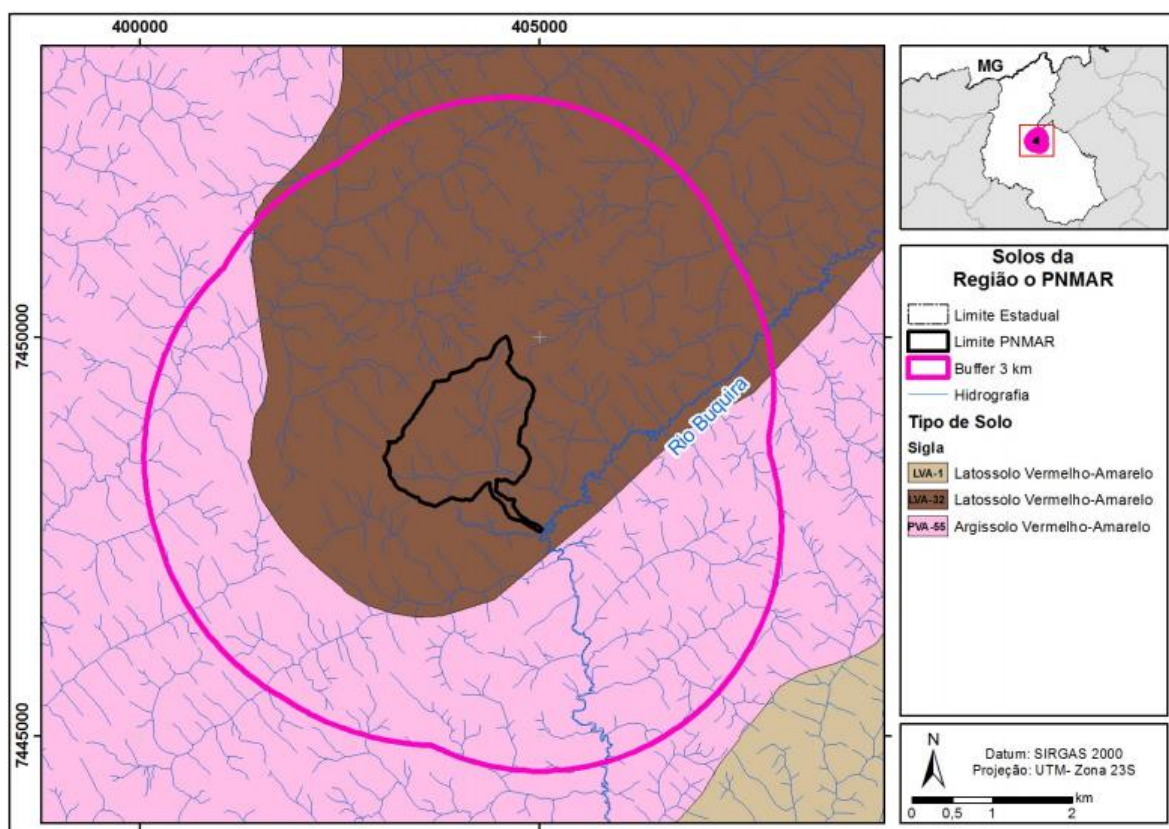 400000
405000
7450000
7445000
Rio Buquira
MG
Solos da
Região o PNMAR
Limite Estadual
Limite PNMAR
Buffer 3 km
Hidrografia
Tipo de Solo
Sigla
LVA-1 Latossolo Vermelho-Amarelo
LVA-32 Latossolo Vermelho-Amarelo
PVA-55 Argissolo Vermelho-Amarelo
N
Datum: SIRGAS 2000
Projeção: UTM- Zona 23S
km
0 0,5 1 2